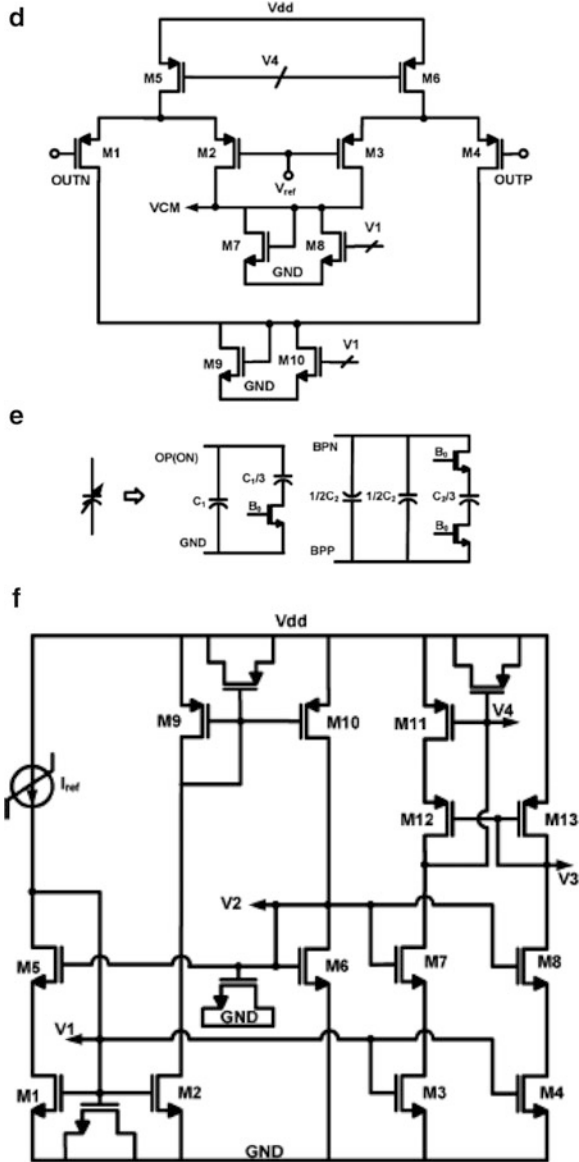 d
Vdd
M5
V4
M6
M1
M2
M3
M4
OUTN
Vref
OUTP
VCM
V1
M7
M8
GND
V1
M9
M10
GND
e
OP(ON)
C1/3
C1
B0
GND
BPN
B0
1/2C2
1/2C2
C2/3
B0
BPP
f
Vdd
M9
M10
M11
V4
Iref
M12
M13
V3
V2
M5
M6
M7
M8
GND
V1
M1
M2
M3
M4
GND